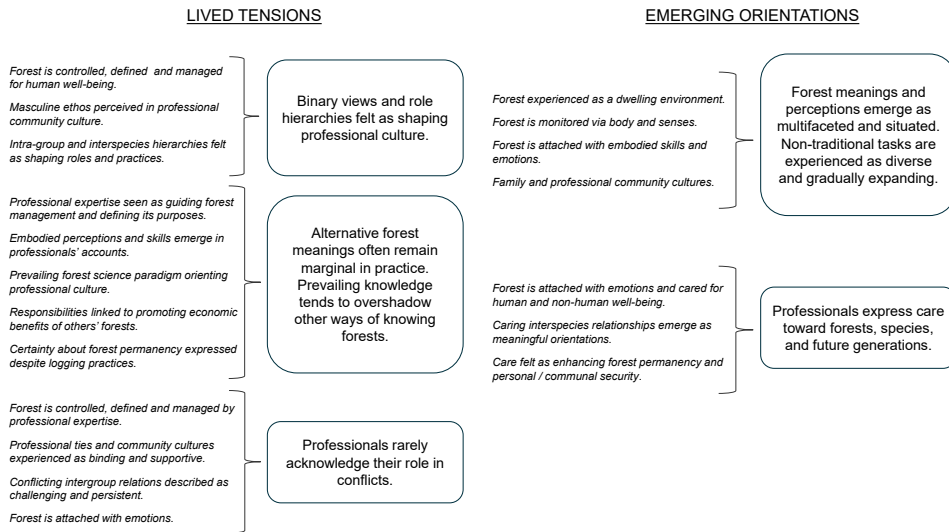 LIVED TENSIONS
Forest is controlled, defined and managed
for human well-being.
Masculine ethos perceived in professional
community culture.
Intra-group and interspecies hierarchies felt
as shaping roles and practices.
Binary views and role
hierarchies felt as shaping
professional culture.
Professional expertise seen as guiding forest
management and defining its purposes.
Embodied perceptions and skills emerge in
professionals' accounts.
Prevailing forest science paradigm orienting
professional culture.
Responsibilities linked to promoting economic
benefits of others' forests.
Certainty about forest permanency expressed
despite logging practices.
Alternative forest
meanings often remain
marginal in practice.
Prevailing knowledge
tends to overshadow
other ways of knowing
forests.
Forest is controlled, defined and managed by
professional expertise.
Professional ties and community cultures
experienced as binding and supportive.
Conflicting intergroup relations described as
challenging and persistent.
Forest is attached with emotions.
Professionals rarely
acknowledge their role in
conflicts.
EMERGING ORIENTATIONS
Forest experienced as a dwelling environment.
Forest is monitored via body and senses.
Forest is attached with embodied skills and
emotions.
Family and professional community cultures.
Forest meanings and
perceptions emerge as
multifaceted and situated.
Non-traditional tasks are
experienced as diverse
and gradually expanding.
Forest is attached with emotions and cared for
human and non-human well-being.
Caring interspecies relationships emerge as
meaningful orientations.
Care felt as enhancing forest permanency and
personal / communal security.
Professionals express care
toward forests, species,
and future generations.